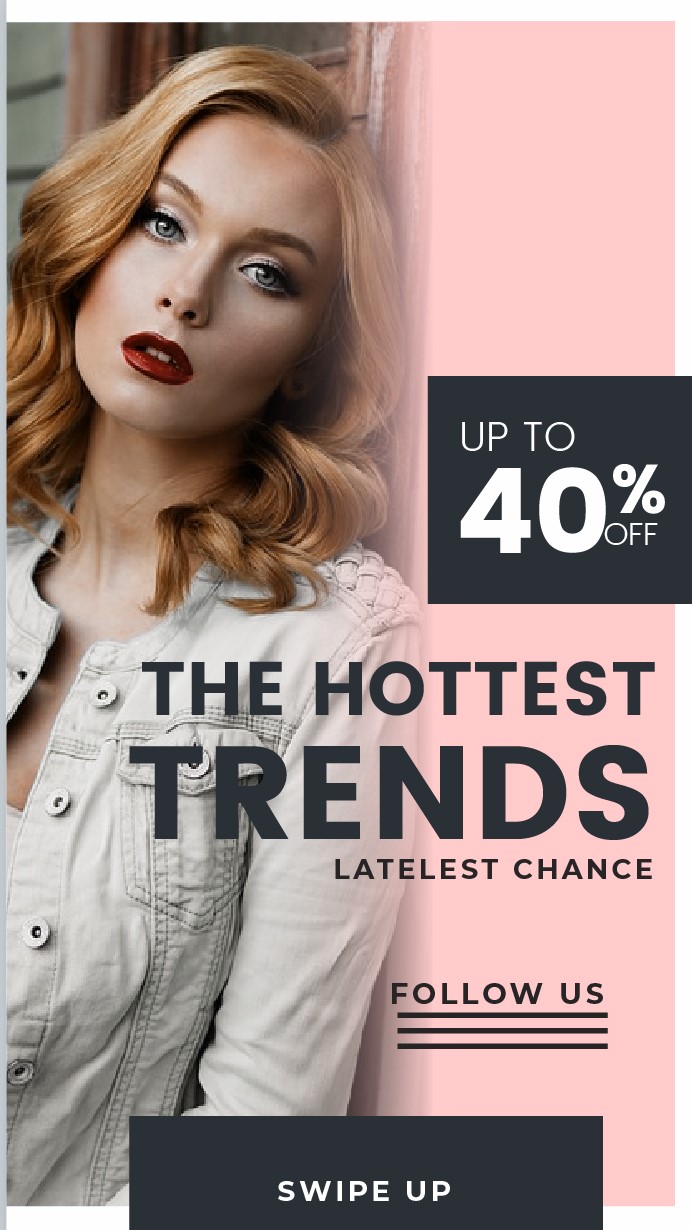 UP TO
40%
OFF
THE HOTTEST
TRENDS
LATELEST CHANCE
FOLLOW US
SWIPE UP